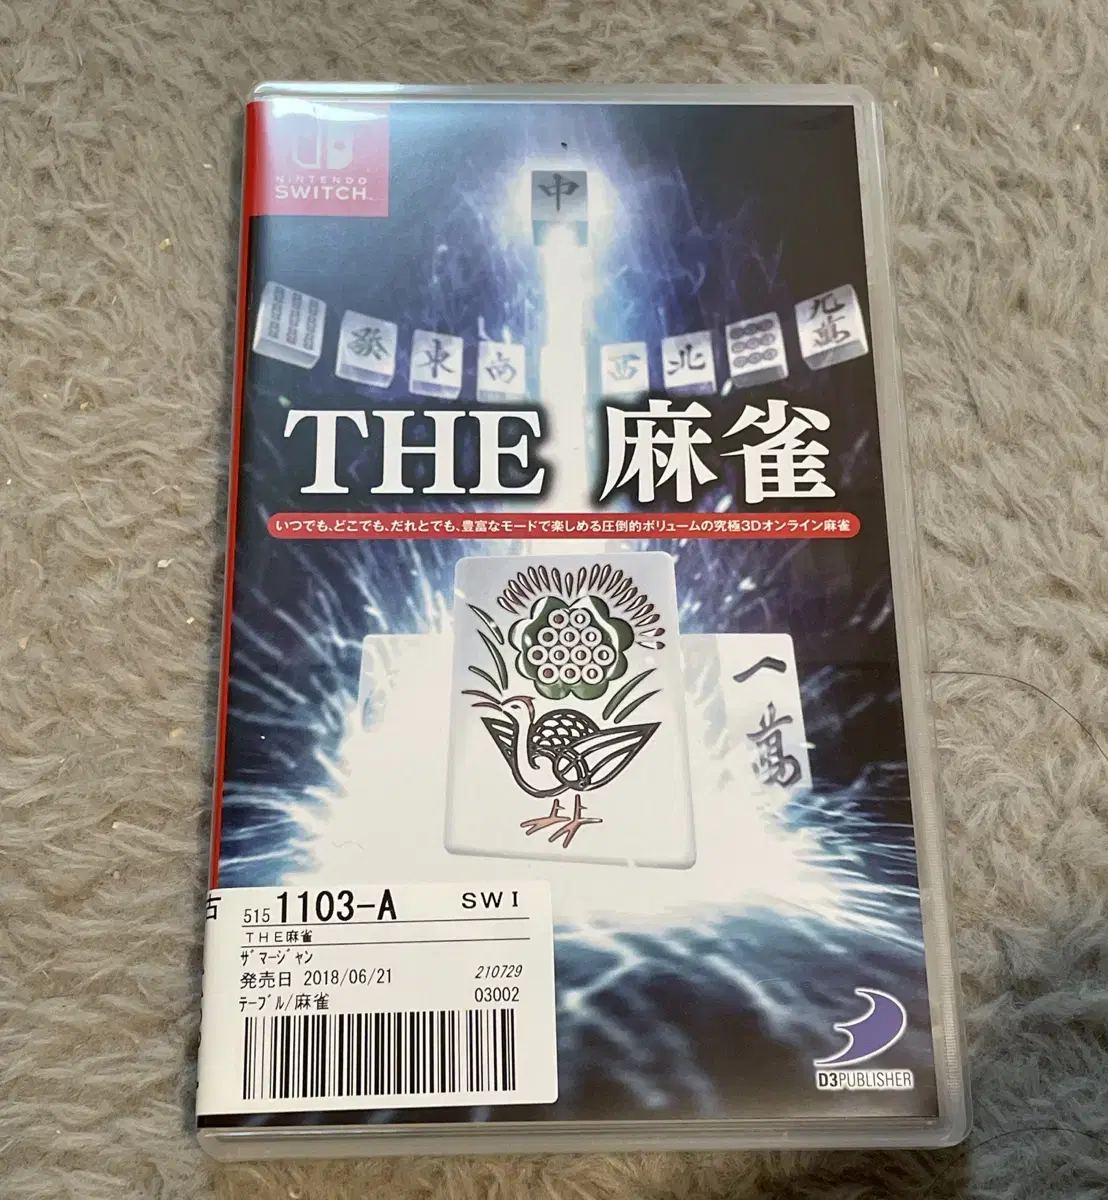 NINTENDO
SWITCH™
中
發 東 南 西 北 九萬
THE 麻雀
いつでも、どこでも、だれとでも、豊富なモードで楽しめる圧倒的ボリュームの究極3Dオンライン麻雀
一萬
古
515 1103-A SWI
THE麻雀
ｻﾞﾏｰｼﾞｬﾝ
発売日 2018/06/21 210729
ﾃｰﾌﾞﾙ/麻雀 03002
D3PUBLISHER